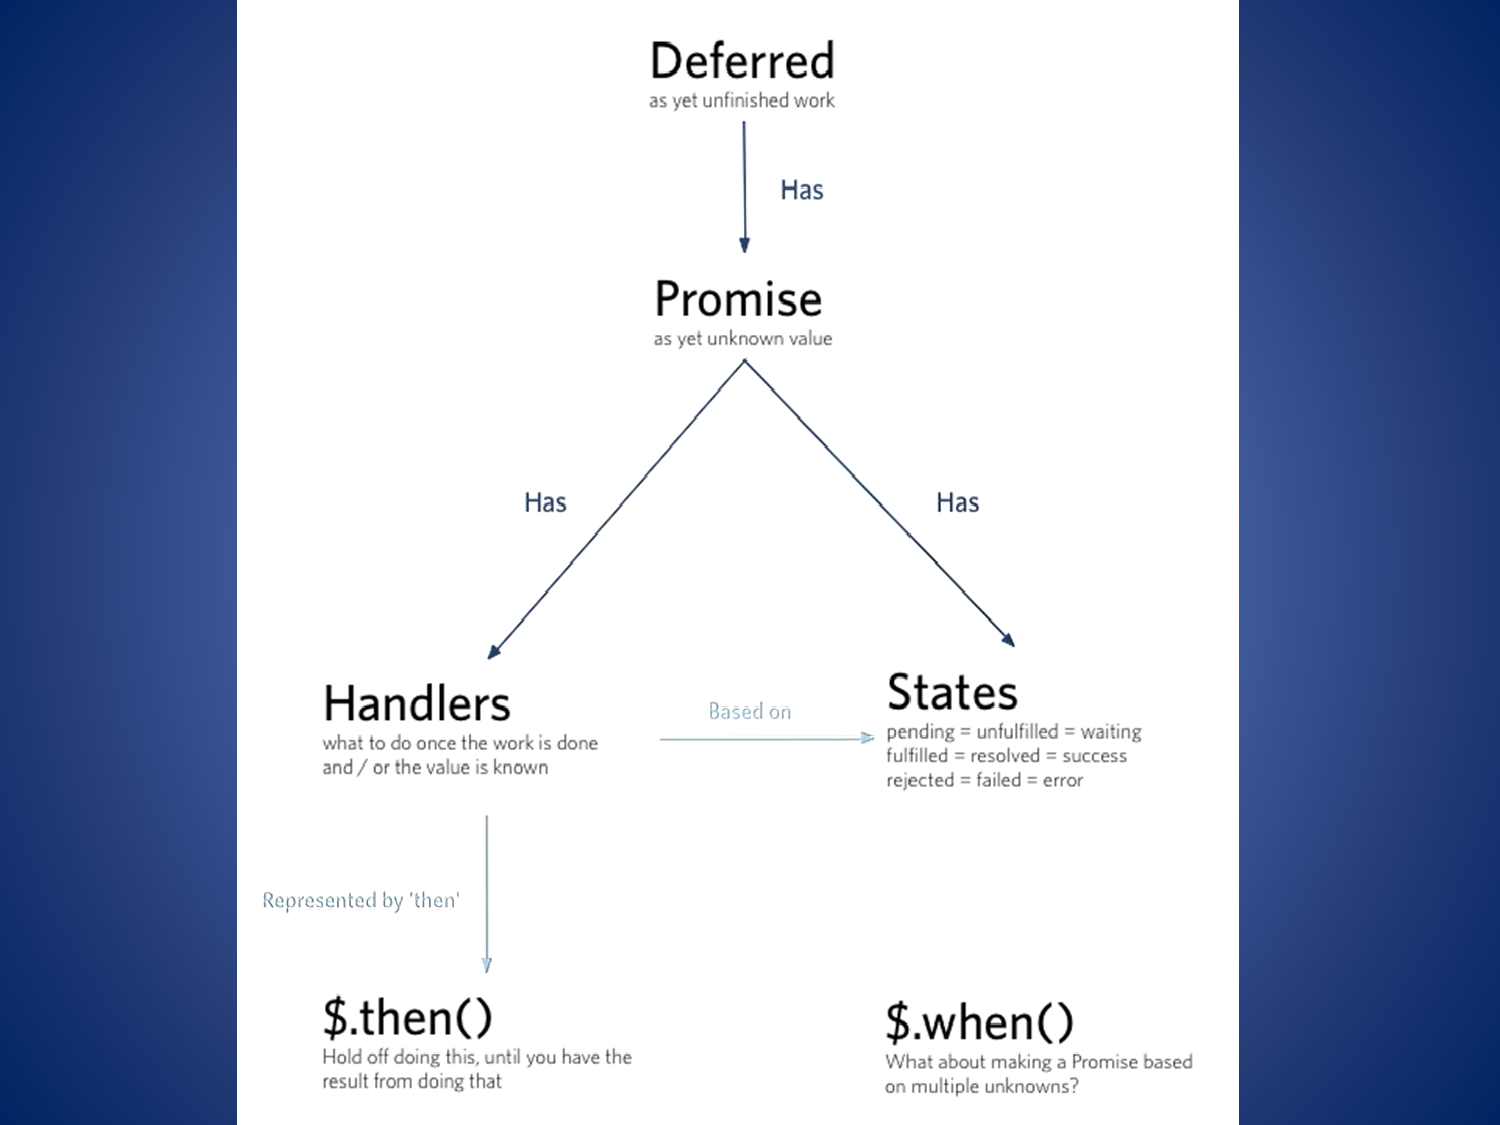 Deferred
as yet unfinished work
Has
Promise
as yet unknown value
Has
Has
Handlers
what to do once the work is done
and / or the value is known
Based on
States
pending = unfulfilled = waiting
fulfilled = resolved = success
rejected = failed = error
Represented by 'then'
$.then()
Hold off doing this, until you have the
result from doing that
$.when()
What about making a Promise based
on multiple unknowns?